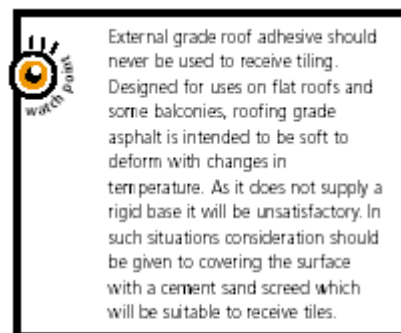 External grade roof adhesive should
never be used to receive tiling.
Designed for uses on flat roofs and
some balconies, roofing grade
asphalt is intended to be soft to
deform with changes in
temperature. As it does not supply a
rigid base it will be unsatisfactory. In
such situations consideration should
be given to covering the surface
with a cement sand screed which
will be suitable to receive tiles.
watch point